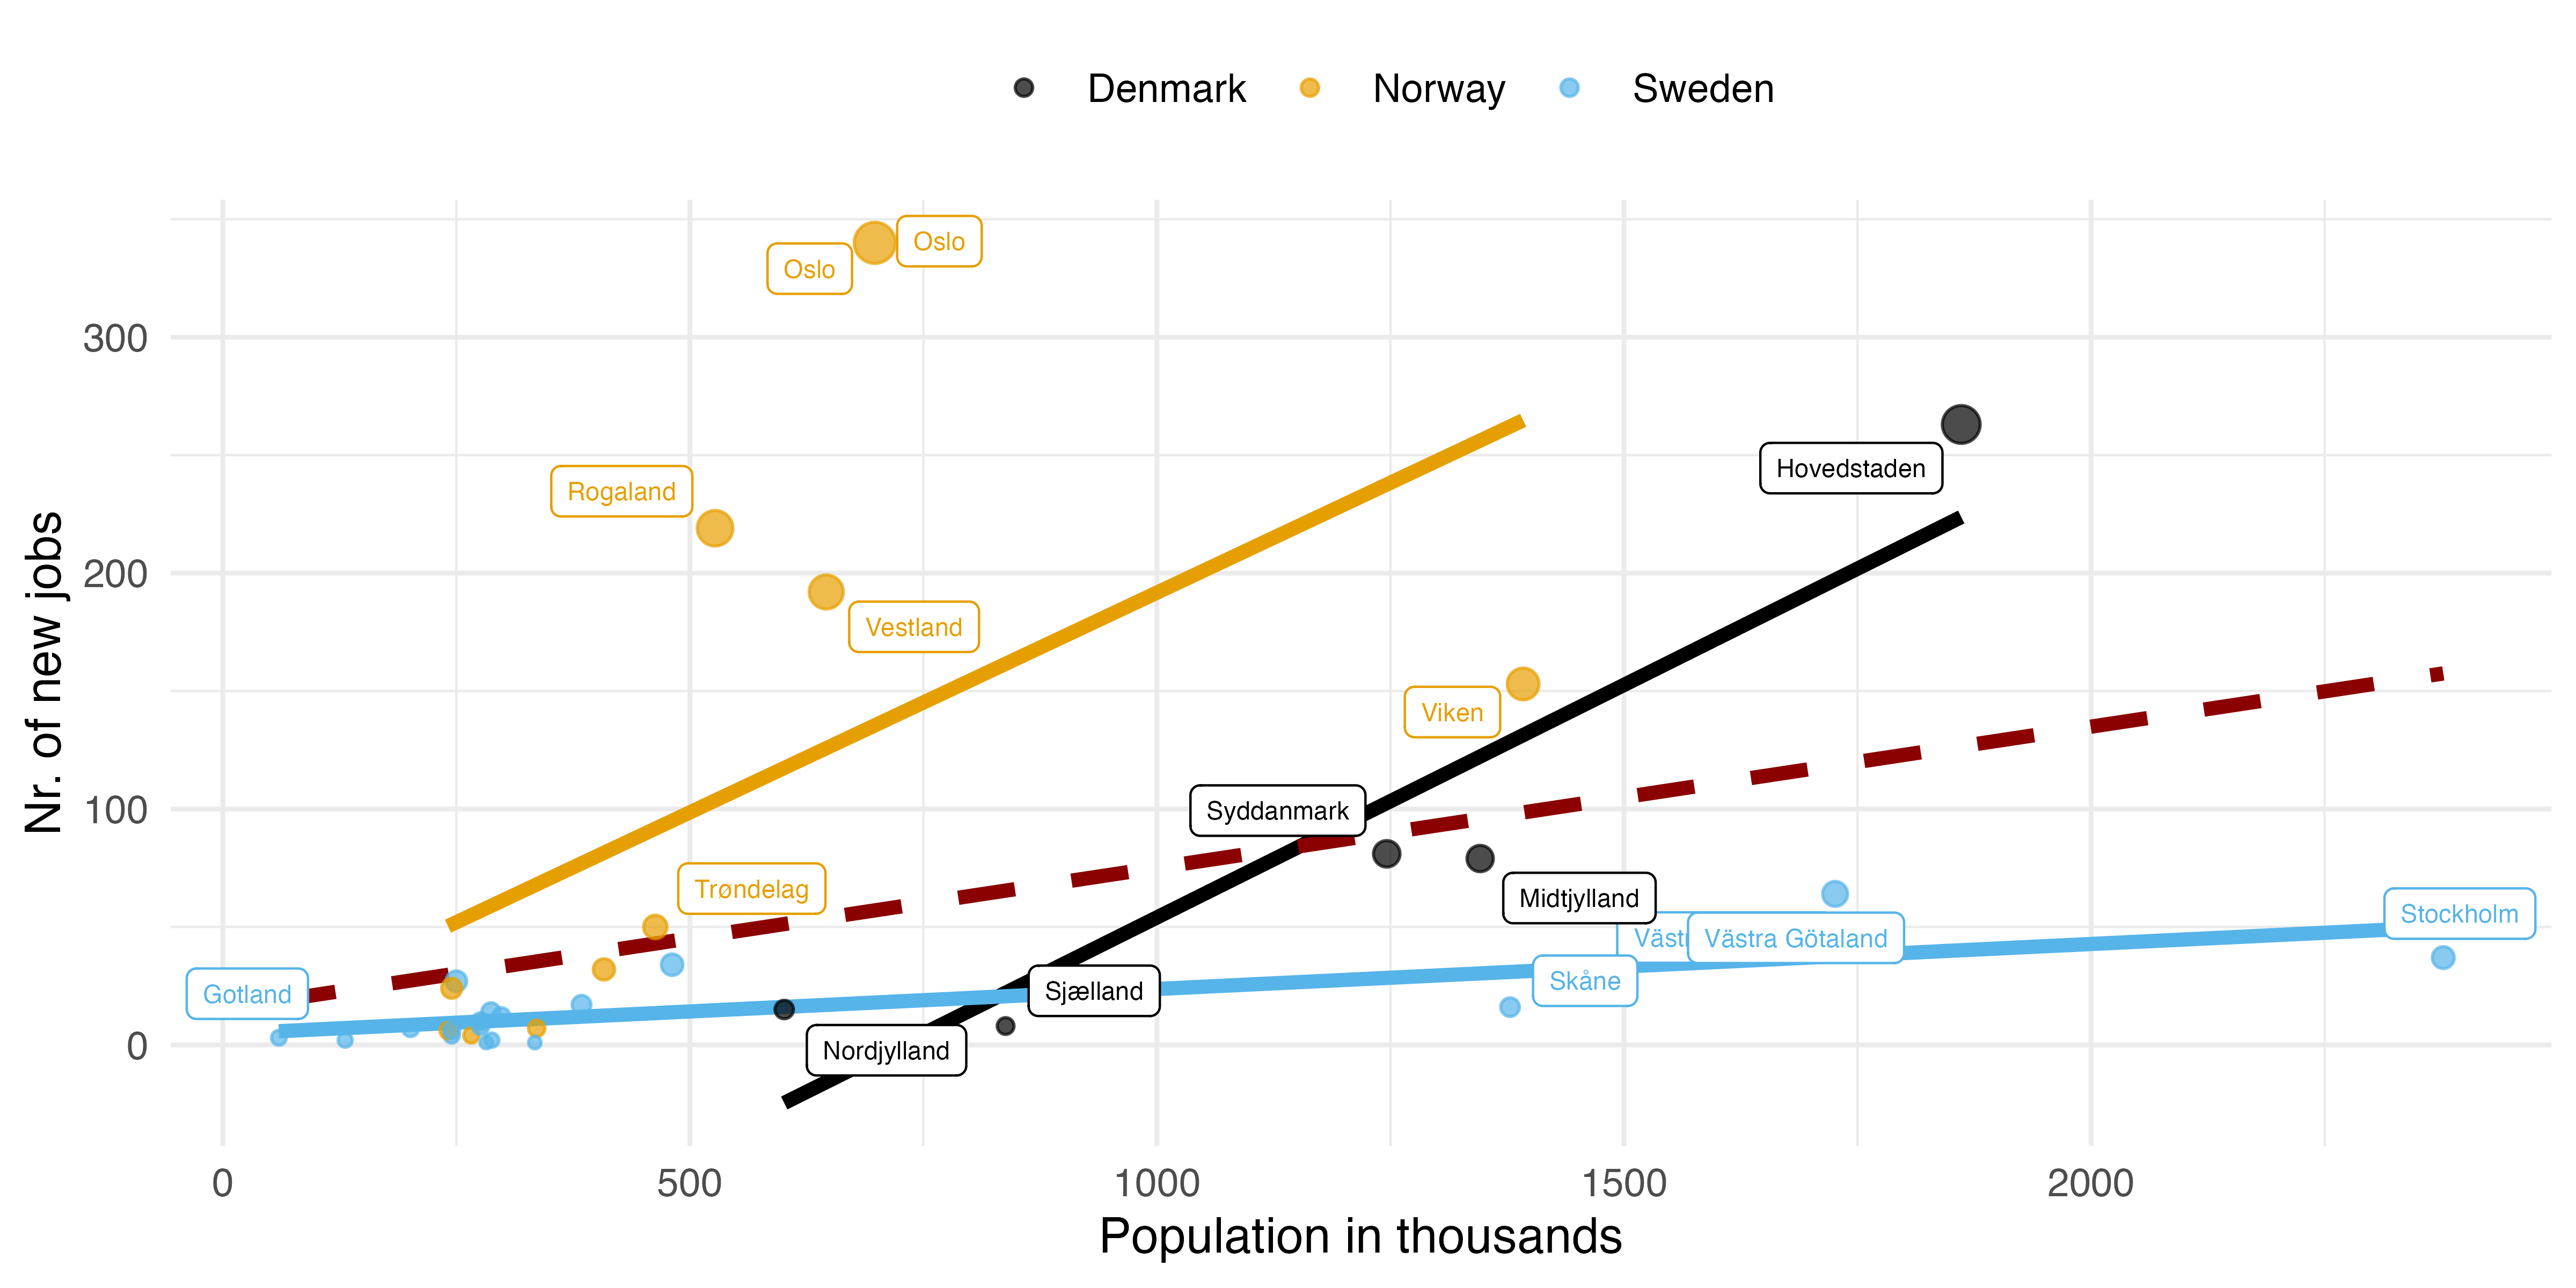 Denmark Norway Sweden
Nr. of new jobs
300
200
100
0
Oslo
Oslo
Rogaland
Hovedstaden
Vestland
Viken
Syddanmark
Trøndelag
Midtjylland
Stockholm
Västr
Västra Götaland
Skåne
Sjælland
Gotland
Nordjylland
0 500 1000 1500 2000
Population in thousands